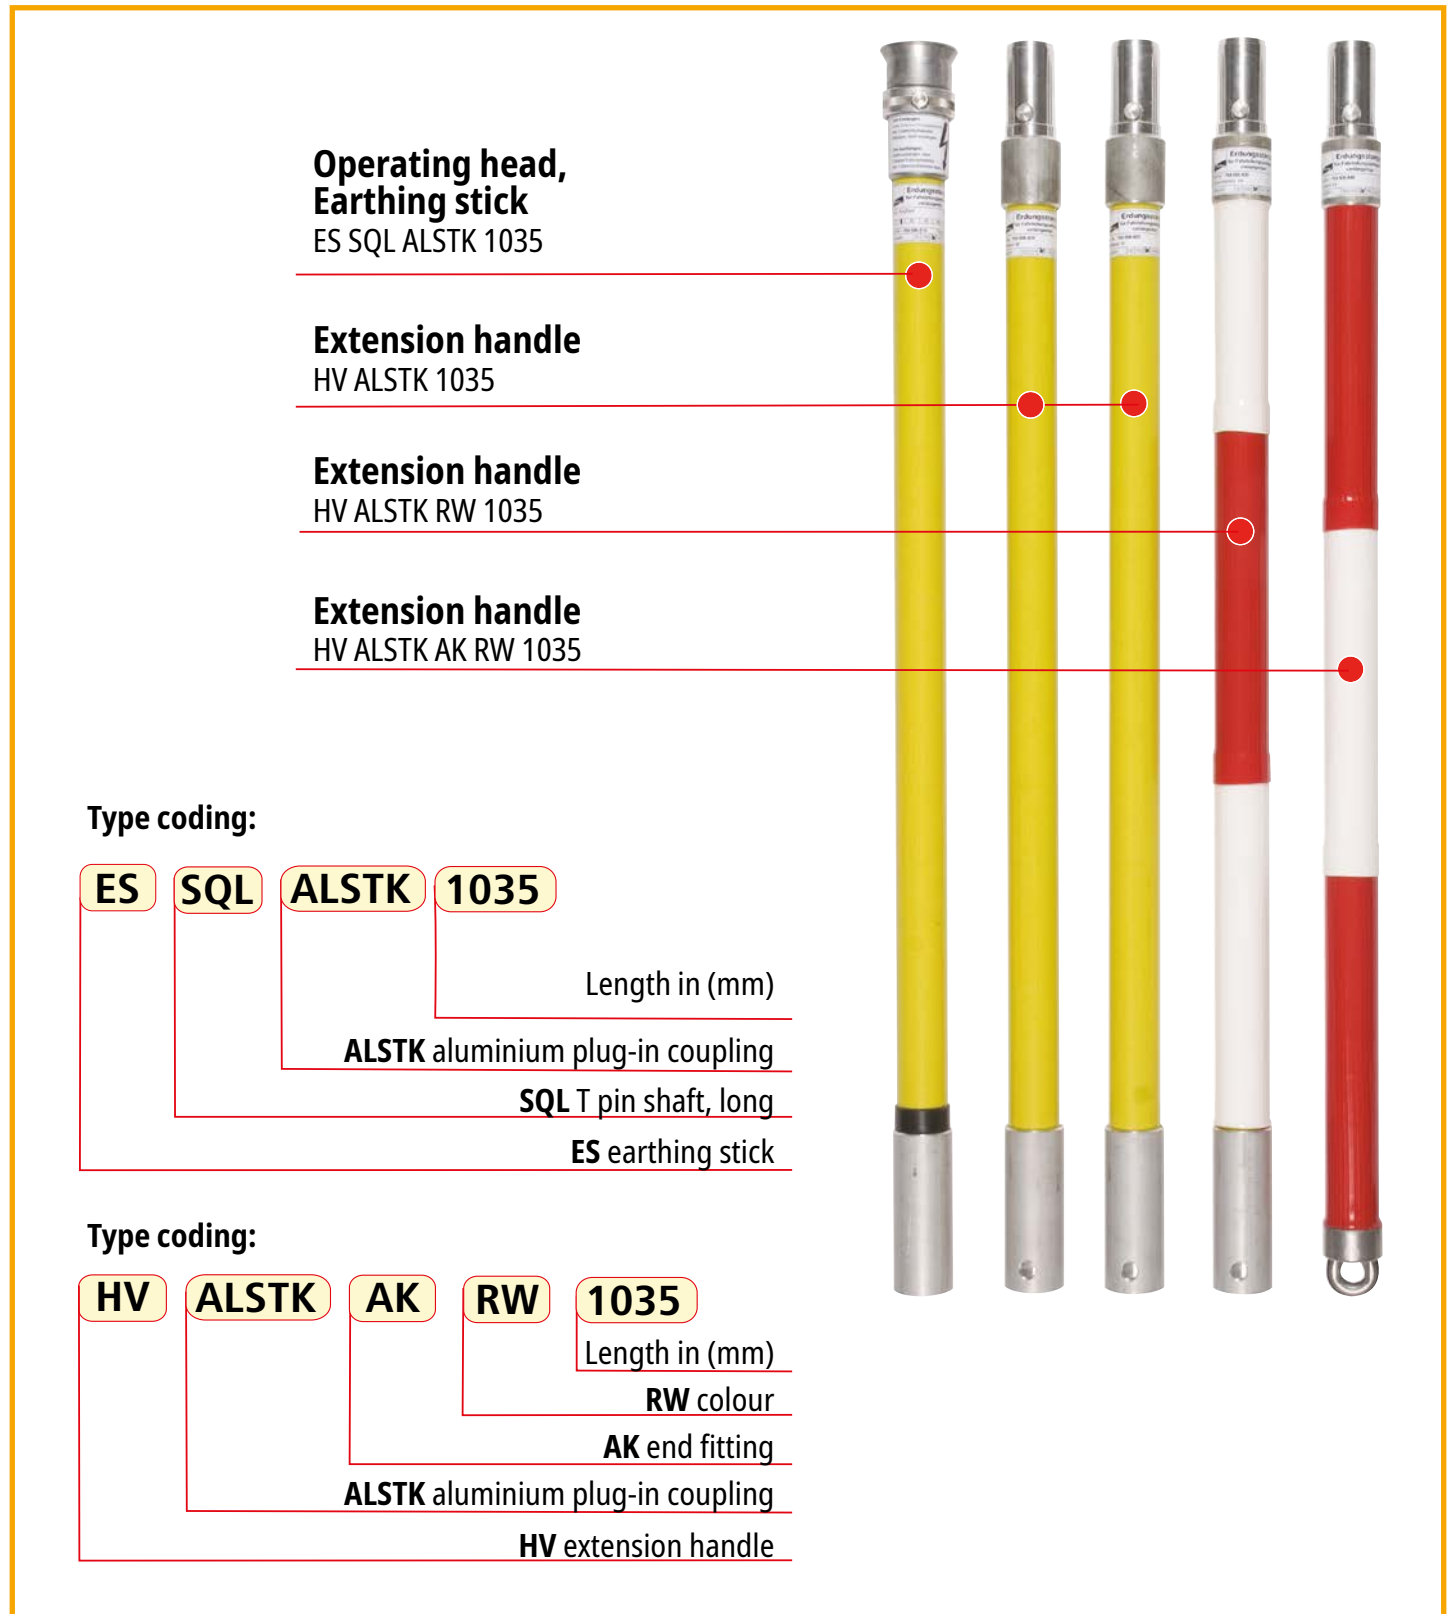 Operating head,
Earthing stick
ES SQL ALSTK 1035
Extension handle
HV ALSTK 1035
Extension handle
HV ALSTK RW 1035
Extension handle
HV ALSTK AK RW 1035
Type coding:
ES SQL ALSTK 1035
Length in (mm)
ALSTK aluminium plug-in coupling
SQL T pin shaft, long
ES earthing stick
Type coding:
HV ALSTK AK RW 1035
Length in (mm)
RW colour
AK end fitting
ALSTK aluminium plug-in coupling
HV extension handle